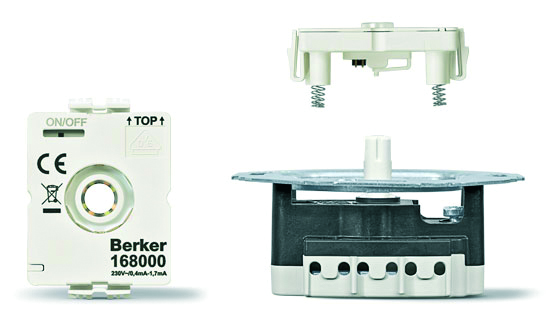 ON/OFF ↑ TOP ↑
CE
Berker
168000
230V~/0,4mA-1,7mA